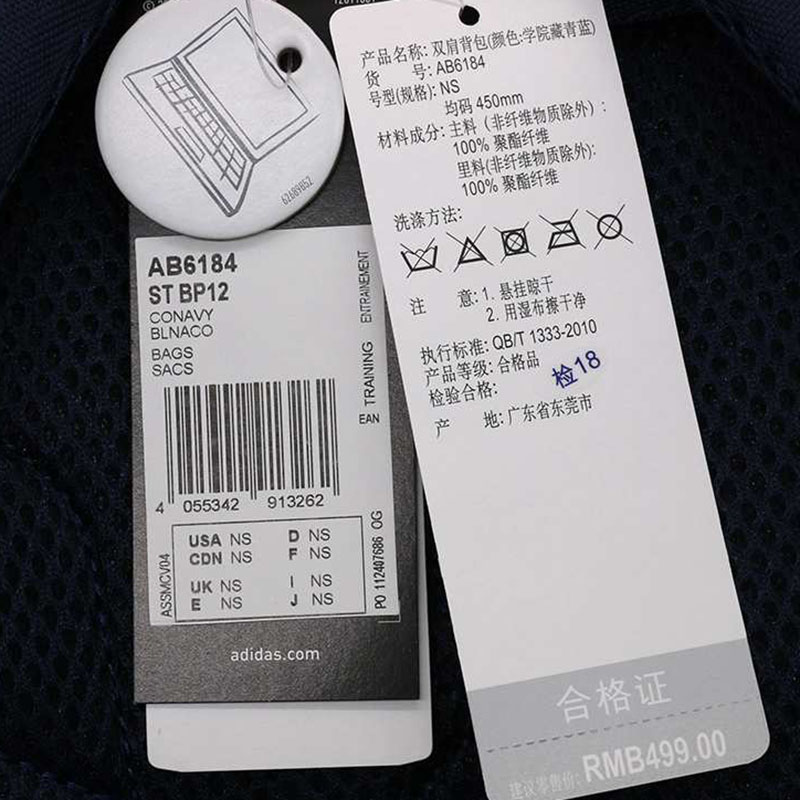 62689852
AB6184
ST BP12
CONAVY
BLNACO
BAGS
SACS
TRAINING ENTRAINEMENT
EAN
4 055342 913262
USA NS D NS
CDN NS F NS
UK NS I NS
E NS J NS
ASSMCV04
PO 112407686 OG
adidas.com
产品名称: 双肩背包(颜色:学院藏青蓝)
货 号: AB6184
号型(规格): NS
均码 450mm
材料成分: 主料（非纤维物质除外）:
100% 聚酯纤维
里料(非纤维物质除外):
100% 聚酯纤维
洗涤方法:
注 意: 1. 悬挂晾干
2. 用湿布擦干净
执行标准: QB/T 1333-2010
产品等级: 合格品
检验合格: 检18
产 地: 广东省东莞市
合格证
建议零售价: RMB499.00